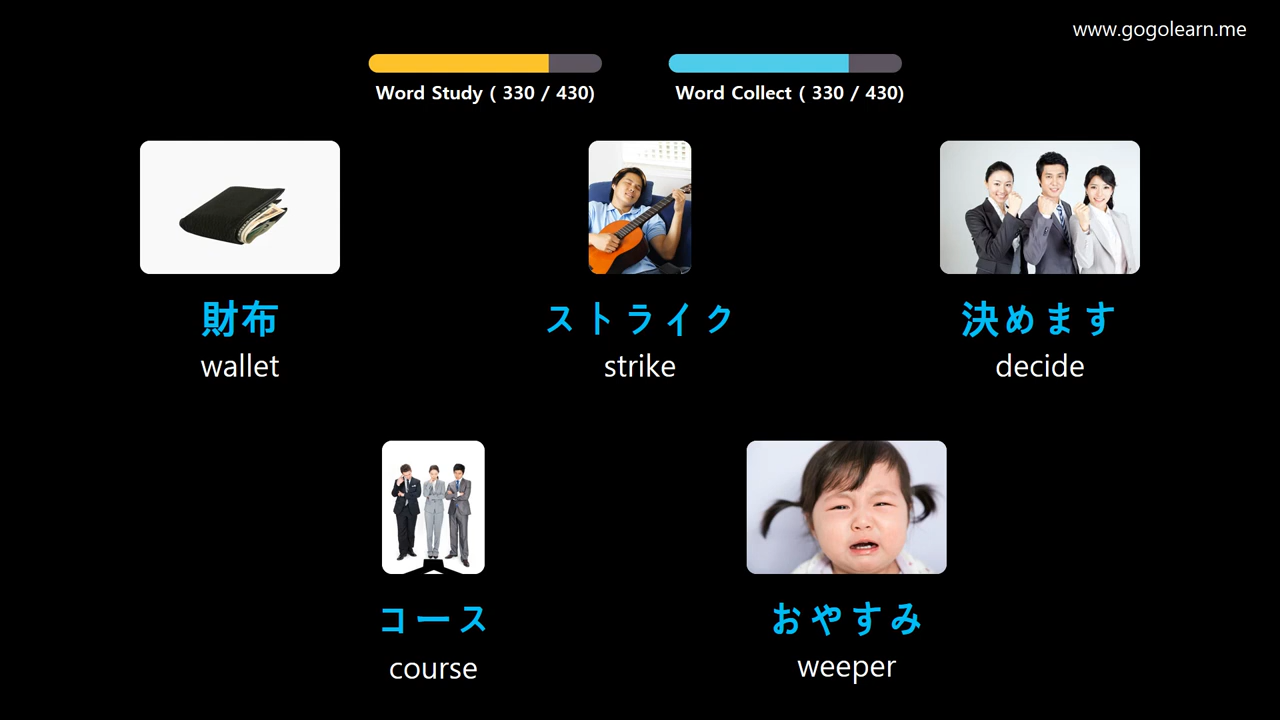 www.gogolearn.me
Word Study ( 330 / 430)
Word Collect ( 330 / 430)
財布
wallet
ストライク
strike
決めます
decide
コース
course
おやすみ
weeper